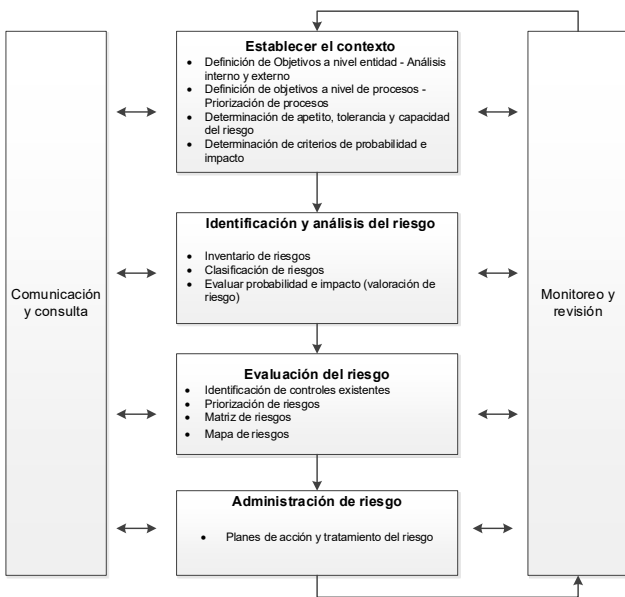 Establecer el contexto
• Definición de Objetivos a nivel entidad - Análisis
interno y externo
• Definición de objetivos a nivel de procesos -
Priorización de procesos
• Determinación de apetito, tolerancia y capacidad
del riesgo
• Determinación de criterios de probabilidad e
impacto
Identificación y análisis del riesgo
• Inventario de riesgos
• Clasificación de riesgos
• Evaluar probabilidad e impacto (valoración de
riesgo)
Comunicación
y consulta
Monitoreo y
revisión
Evaluación del riesgo
• Identificación de controles existentes
• Priorización de riesgos
• Matriz de riesgos
• Mapa de riesgos
Administración de riesgo
• Planes de acción y tratamiento del riesgo